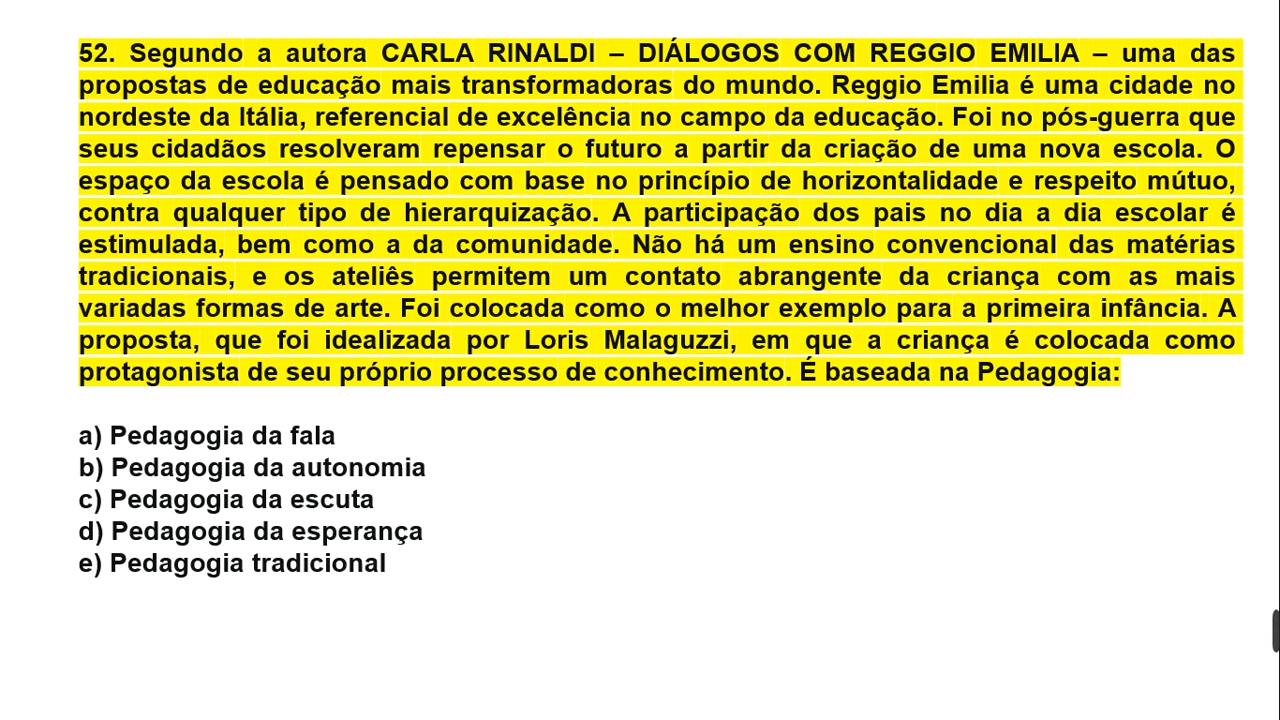 52. Segundo a autora CARLA RINALDI – DIÁLOGOS COM REGGIO EMILIA – uma das
propostas de educação mais transformadoras do mundo. Reggio Emilia é uma cidade no
nordeste da Itália, referencial de excelência no campo da educação. Foi no pós-guerra que
seus cidadãos resolveram repensar o futuro a partir da criação de uma nova escola. O
espaço da escola é pensado com base no princípio de horizontalidade e respeito mútuo,
contra qualquer tipo de hierarquização. A participação dos pais no dia a dia escolar é
estimulada, bem como a da comunidade. Não há um ensino convencional das matérias
tradicionais, e os ateliês permitem um contato abrangente da criança com as mais
variadas formas de arte. Foi colocada como o melhor exemplo para a primeira infância. A
proposta, que foi idealizada por Loris Malaguzzi, em que a criança é colocada como
protagonista de seu próprio processo de conhecimento. É baseada na Pedagogia:
a) Pedagogia da fala
b) Pedagogia da autonomia
c) Pedagogia da escuta
d) Pedagogia da esperança
e) Pedagogia tradicional